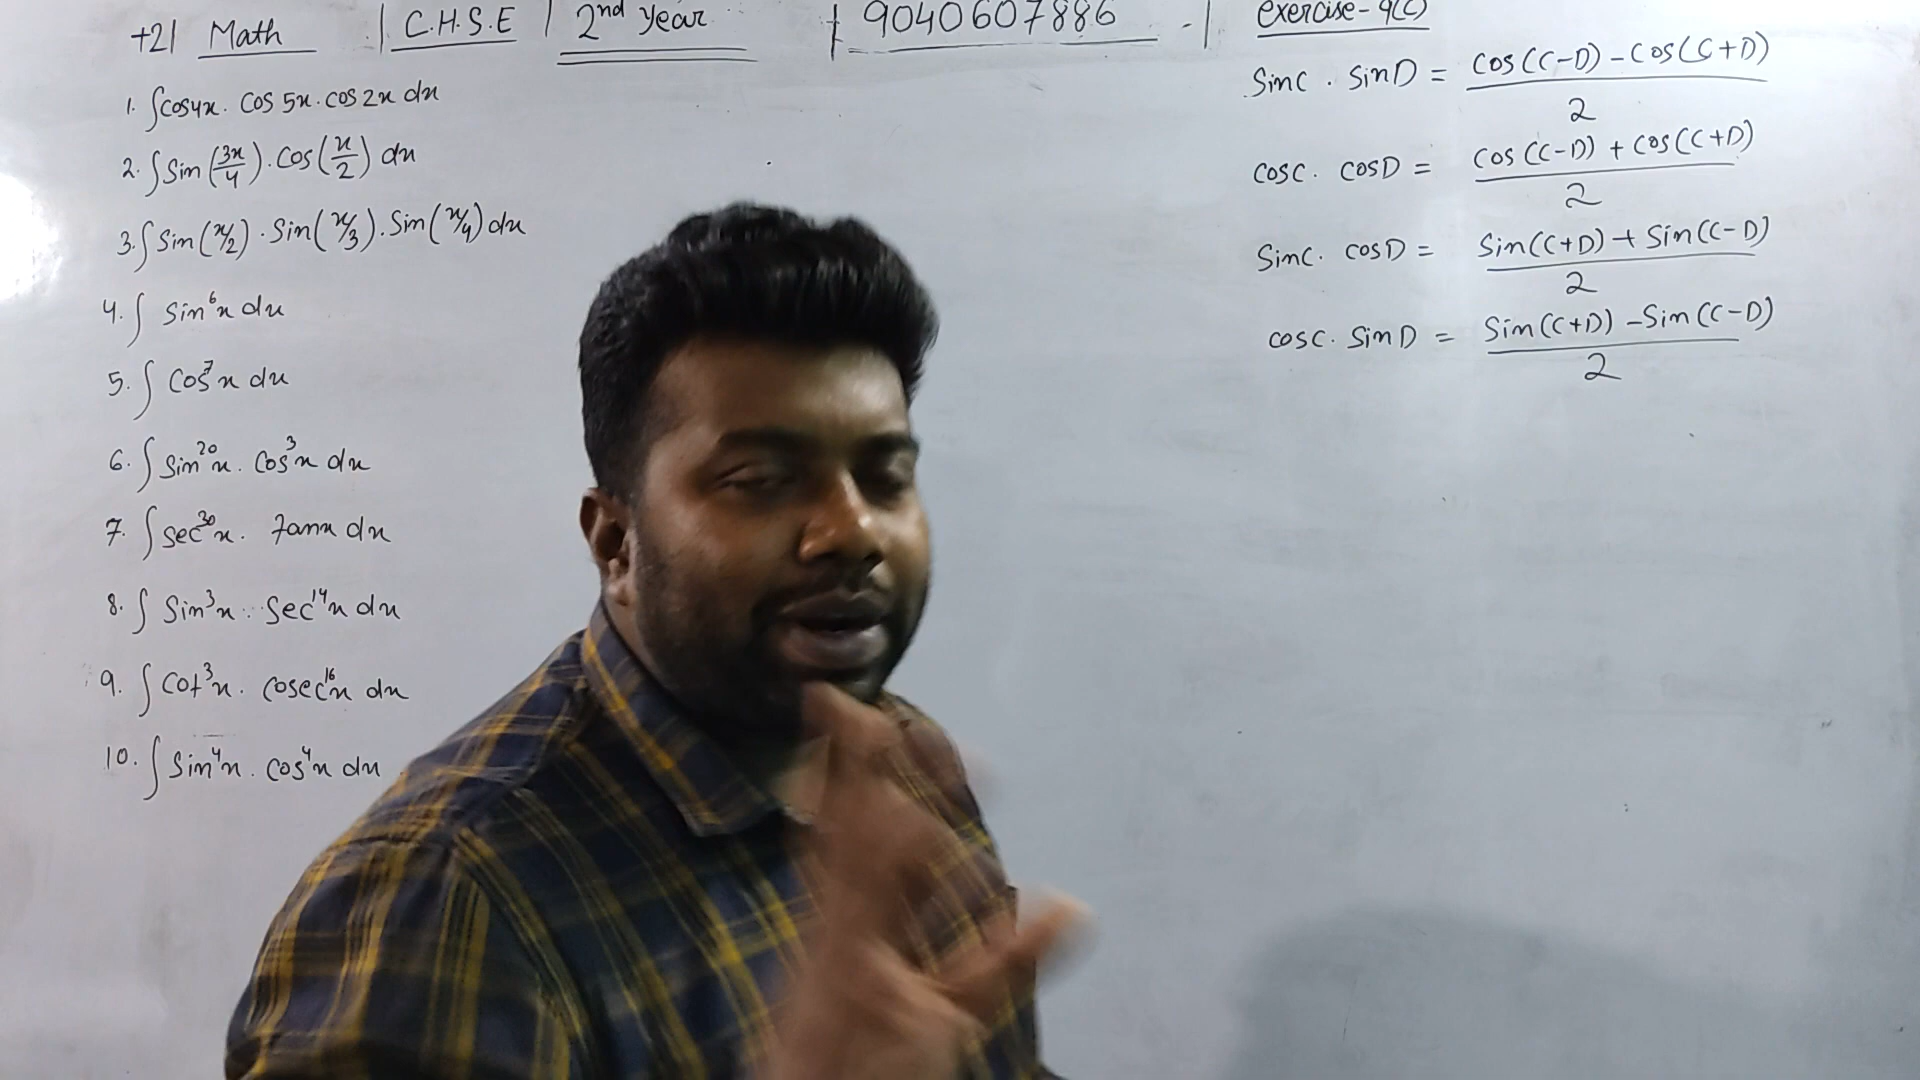 +2| Math | C.H.S.E | 2nd Year | 9040607886 - | Exercise - 9(C)
1. ∫cos4x. cos 5x. cos 2x dx
2. ∫Sin(3x/4). Cos(x/2) dx
3. ∫Sin(x/2). Sin(x/3). Sin(x/4) dx
4. ∫ Sin⁶x dx
5. ∫ Cos⁷x dx
6. ∫ Sin²⁰x. Cos³x dx
7. ∫ Sec³⁰x. Tanx dx
8. ∫ Sin³x. Sec¹⁴x dx
9. ∫ Cot³x. Cosec¹⁶x dx
10. ∫ Sin⁴x. Cos⁴x dx
SinC . SinD = (Cos(C-D) - Cos(C+D))/2
CosC. CosD = (Cos(C-D) + Cos(C+D))/2
SinC. CosD = (Sin(C+D) + Sin(C-D))/2
CosC. SinD = (Sin(C+D) - Sin(C-D))/2